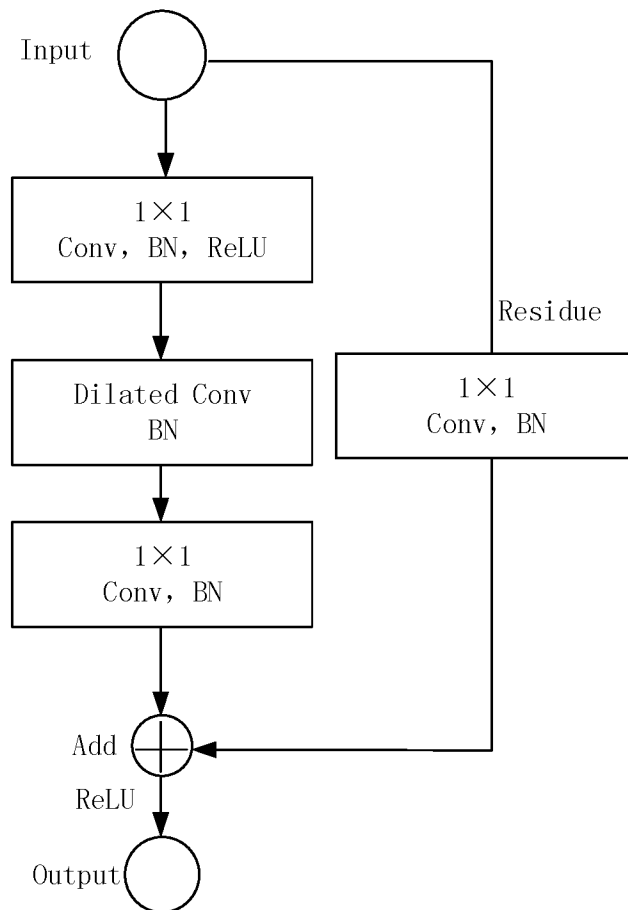 Input
1×1
Conv, BN, ReLU
Residue
Dilated Conv
BN
1×1
Conv, BN
1×1
Conv, BN
Add
ReLU
Output